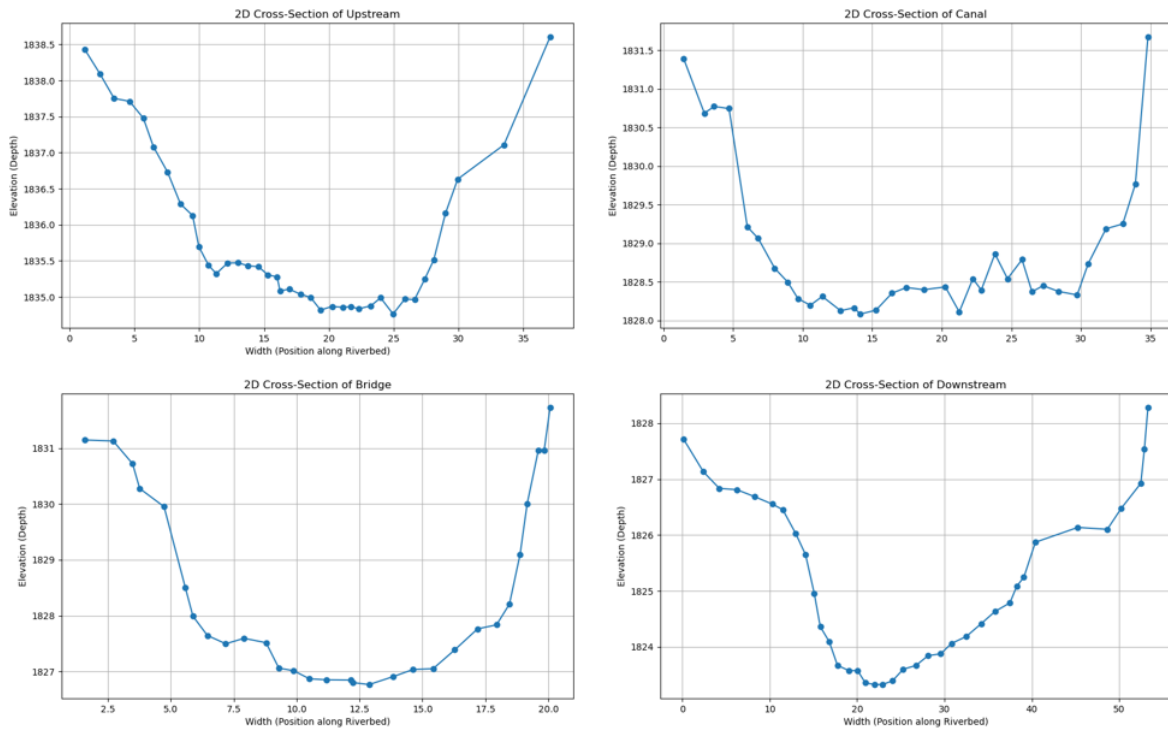 2D Cross-Section of Upstream
Elevation (Depth)
1838.5
1838.0
1837.5
1837.0
1836.5
1836.0
1835.5
1835.0
0 5 10 15 20 25 30 35
Width (Position along Riverbed)
2D Cross-Section of Canal
Elevation (Depth)
1831.5
1831.0
1830.5
1830.0
1829.5
1829.0
1828.5
1828.0
0 5 10 15 20 25 30 35
2D Cross-Section of Bridge
Elevation (Depth)
1831
1830
1829
1828
1827
2.5 5.0 7.5 10.0 12.5 15.0 17.5 20.0
Width (Position along Riverbed)
2D Cross-Section of Downstream
Elevation (Depth)
1828
1827
1826
1825
1824
0 10 20 30 40 50
Width (Position along Riverbed)